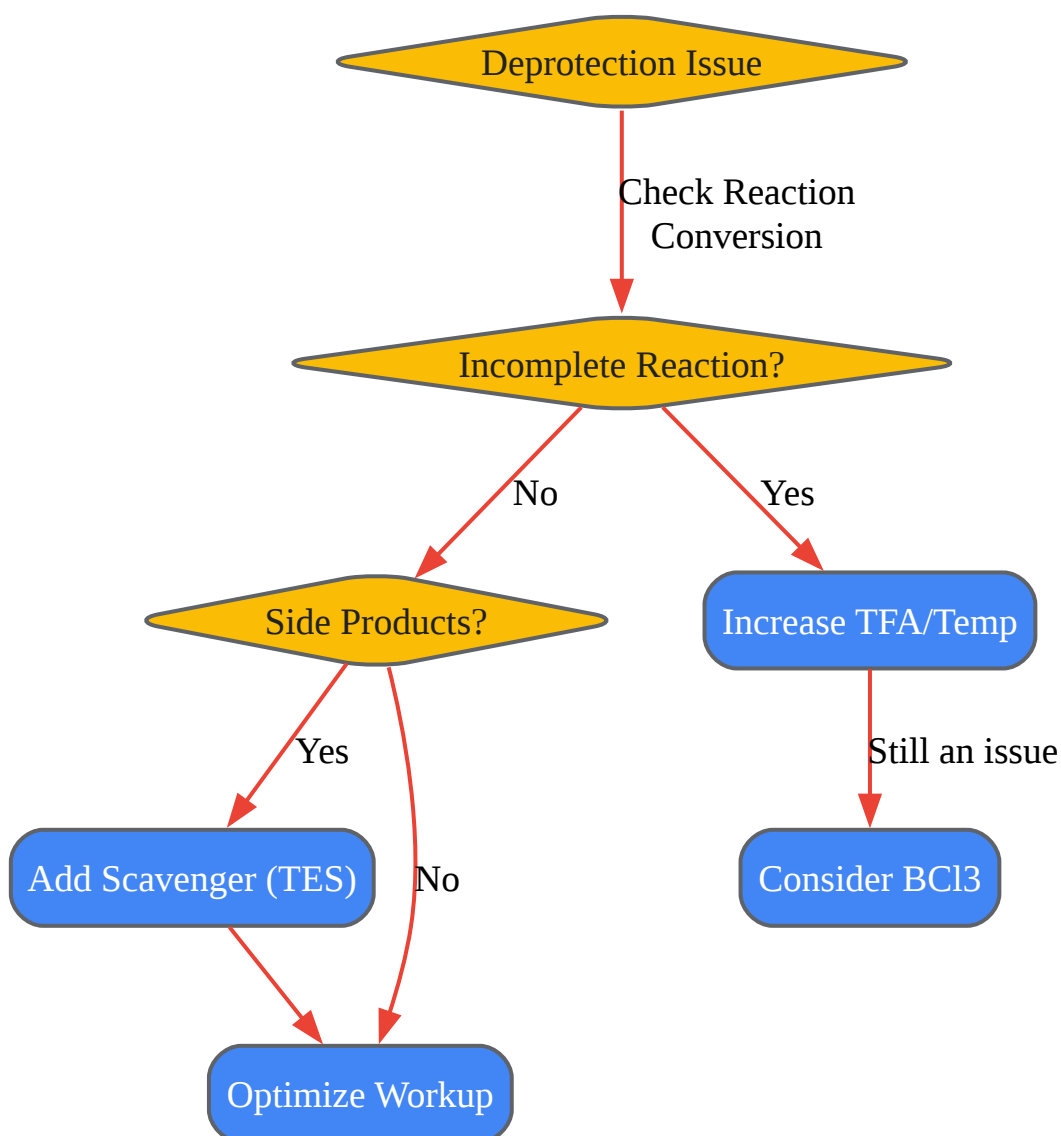 Deprotection Issue
Check Reaction
Conversion
Incomplete Reaction?
No
Yes
Side Products?
Increase TFA/Temp
Yes
Still an issue
Add Scavenger (TES)
No
Consider BCl3
Optimize Workup